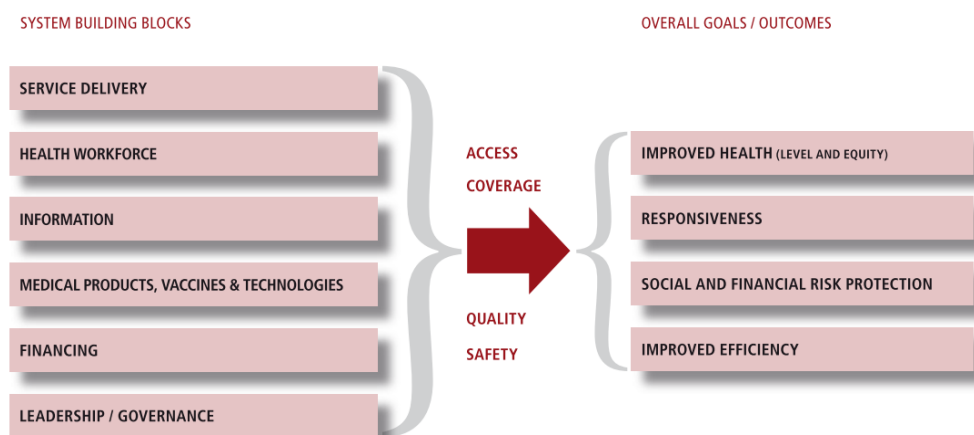 SYSTEM BUILDING BLOCKS
SERVICE DELIVERY
HEALTH WORKFORCE
INFORMATION
MEDICAL PRODUCTS, VACCINES & TECHNOLOGIES
FINANCING
LEADERSHIP / GOVERNANCE
ACCESS
COVERAGE
QUALITY
SAFETY
OVERALL GOALS / OUTCOMES
IMPROVED HEALTH (LEVEL AND EQUITY)
RESPONSIVENESS
SOCIAL AND FINANCIAL RISK PROTECTION
IMPROVED EFFICIENCY